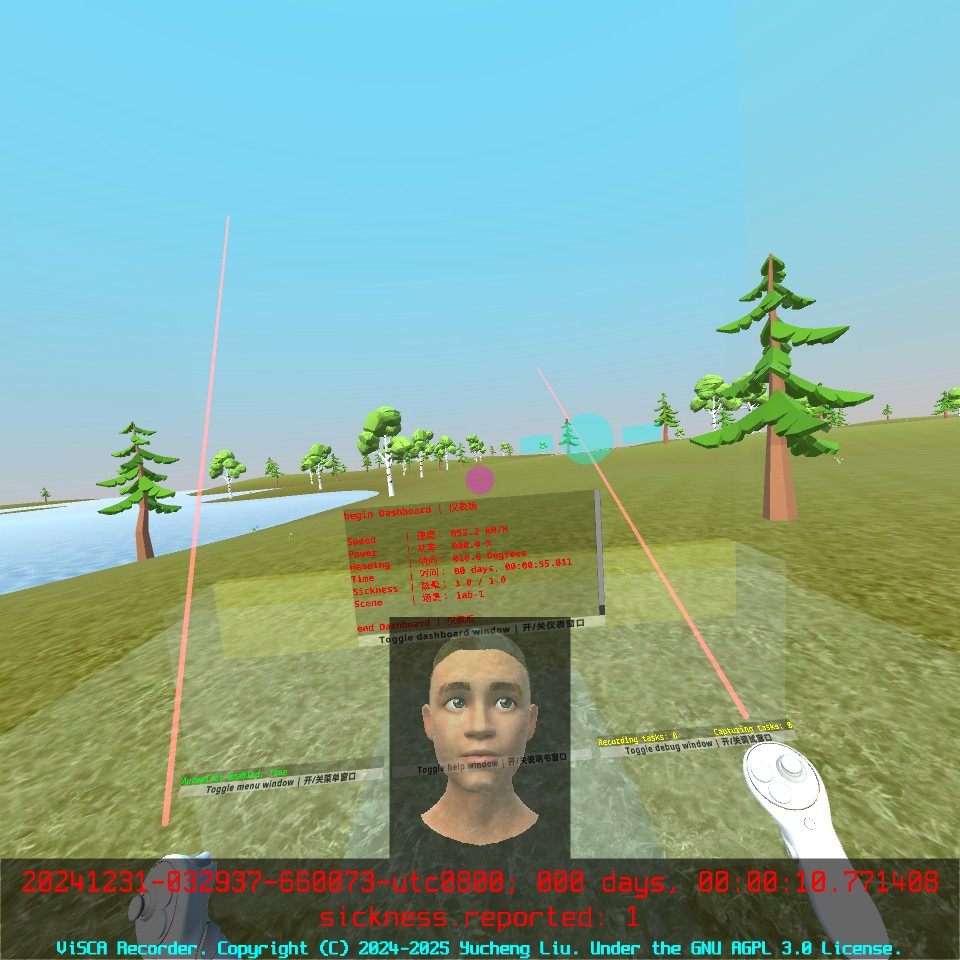 begin Dashboard | 仪表板
Speed | 速度: 052.2 kM/H
Power | 功率: 000.0 %
Heading | 转向: 010.6 Degrees
Time | 时间: 00 days, 00:00:55.011
Sickness | 眩晕: 1.0 / 1.0
Scene | 场景: lab-1
end Dashboard | 仪表板
Toggle dashboard window | 开/关仪表窗口
Recording tasks: 0 Capturing tasks: 0
Toggle debug window | 开/关调试窗口
Toggle help window | 开/关说明书窗口
enabled: True
Toggle menu window | 开/关菜单窗口
20241231-032937-660073-utc0800; 000 days, 00:00:10.771408
sickness.reported: 1
ViSCA Recorder. Copyright (C) 2024-2025 Yucheng Liu. Under the GNU AGPL 3.0 License.